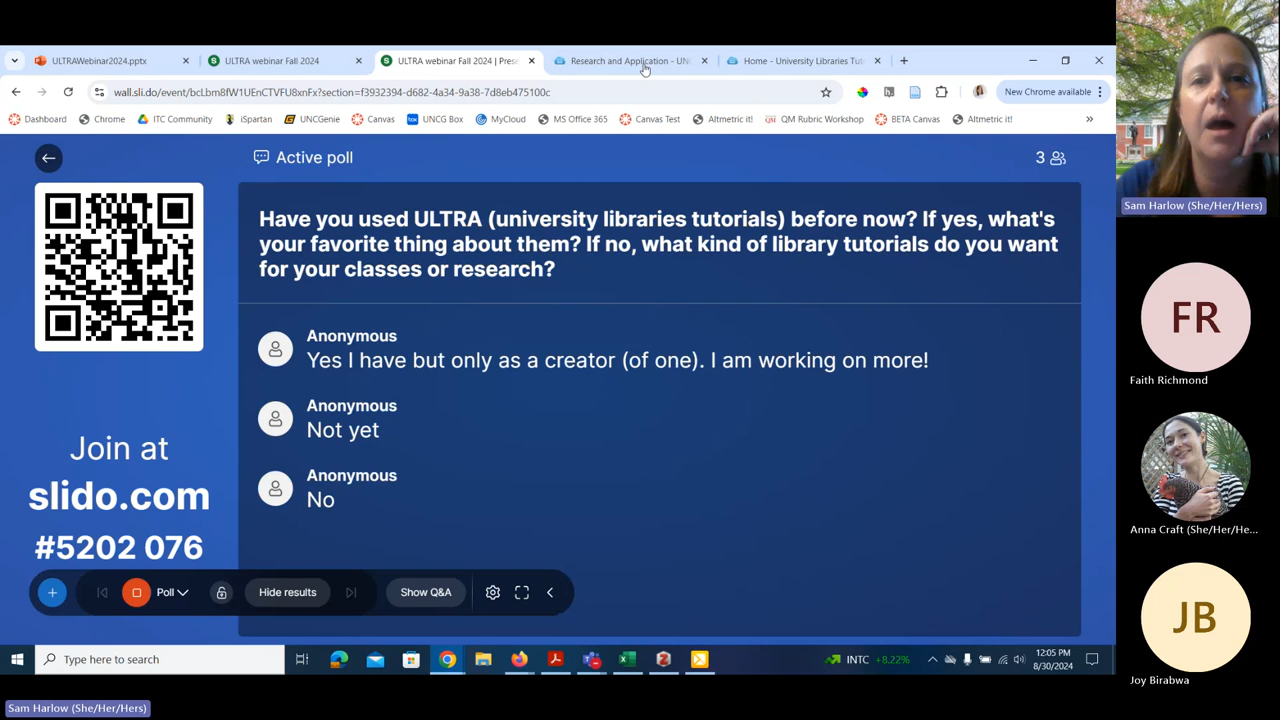 ULTRAWebinar2024.pptx
ULTRA webinar Fall 2024
ULTRA webinar Fall 2024 | Prese
Research and Application - UNC
Home - University Libraries Tut
wall.sli.do/event/bcLbm8fW1UEnCTVFU8xnFx?section=f3932394-d682-4a34-9a38-7d8eb475100c
New Chrome available
Dashboard
Chrome
ITC Community
iSpartan
UNCGenie
Canvas
UNCG Box
MyCloud
MS Office 365
Canvas Test
Altmetric it!
QM Rubric Workshop
BETA Canvas
Altmetric it!
Active poll
3
Have you used ULTRA (university libraries tutorials) before now? If yes, what's
your favorite thing about them? If no, what kind of library tutorials do you want
for your classes or research?
Anonymous
Yes I have but only as a creator (of one). I am working on more!
Anonymous
Not yet
Anonymous
No
Join at
slido.com
#5202 076
Poll
Hide results
Show Q&A
Type here to search
INTC +8.22%
12:05 PM
8/30/2024
Sam Harlow (She/Her/Hers)
FR
Faith Richmond
Anna Craft (She/Her/He...
JB
Joy Birabwa
Sam Harlow (She/Her/Hers)